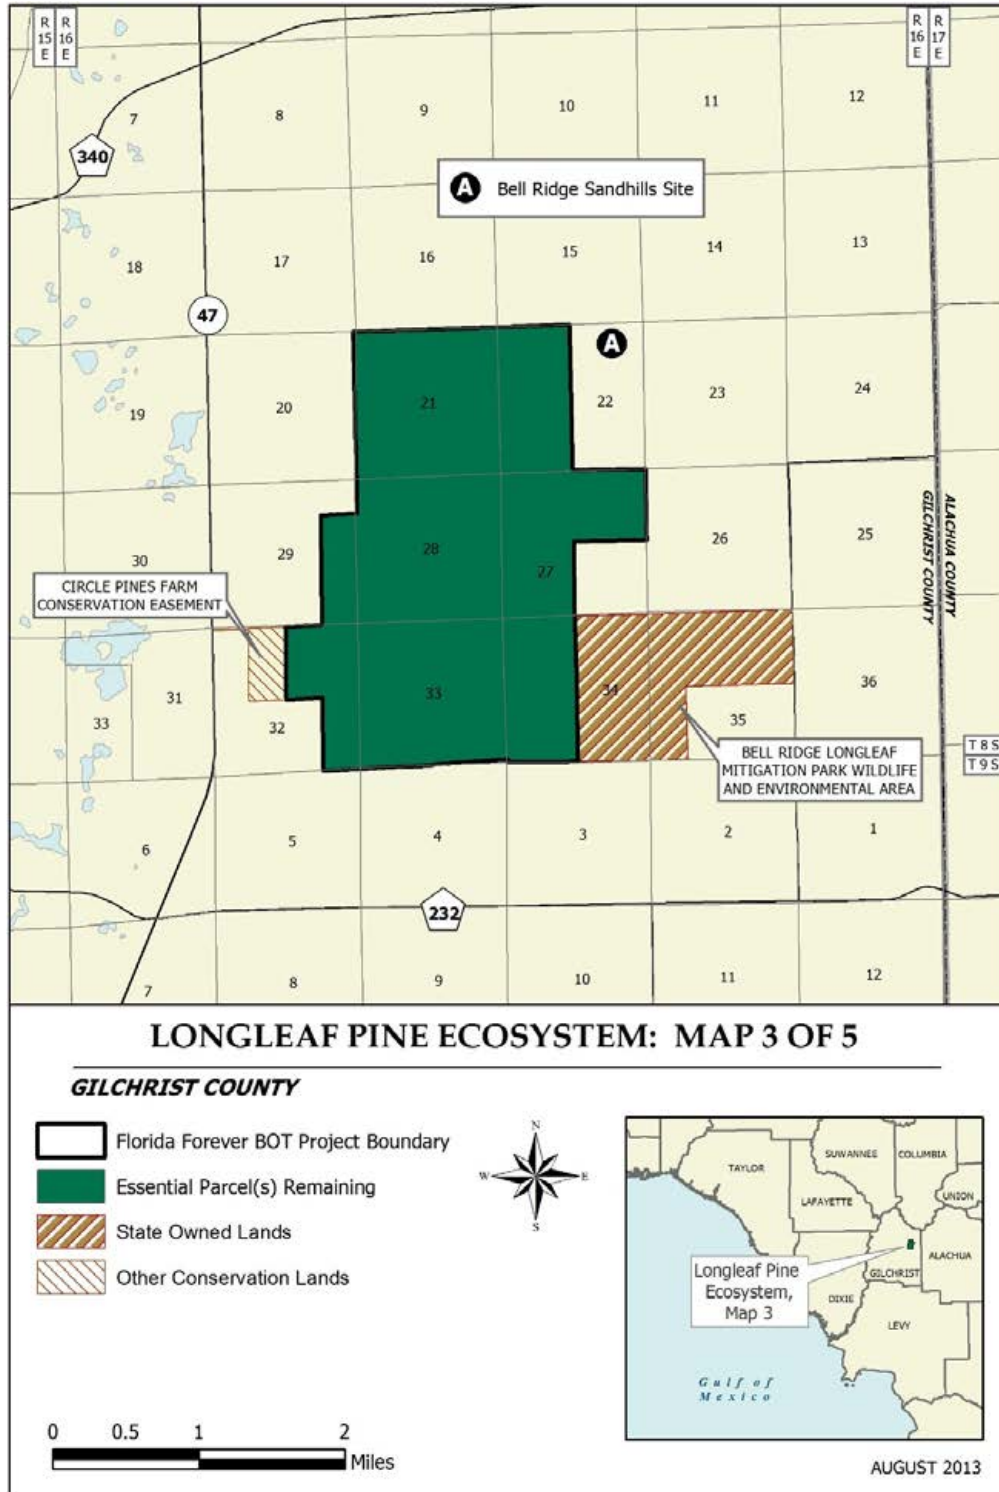 R
15
E
R
16
E
R
16
E
R
17
E
7
8
9
10
11
12
340
A Bell Ridge Sandhills Site
18
17
16
15
14
13
47
A
19
20
21
22
23
24
30
29
28
27
26
25
ALACHUA COUNTY
GILCHRIST COUNTY
CIRCLE PINES FARM
CONSERVATION EASEMENT
33
31
32
33
34
35
36
BELL RIDGE LONGLEAF
MITIGATION PARK WILDLIFE
AND ENVIRONMENTAL AREA
T 8 S
T 9 S
6
5
4
3
2
1
232
7
8
9
10
11
12
LONGLEAF PINE ECOSYSTEM: MAP 3 OF 5
GILCHRIST COUNTY
Florida Forever BOT Project Boundary
Essential Parcel(s) Remaining
State Owned Lands
Other Conservation Lands
N
W E
S
0 0.5 1 2
Miles
TAYLOR
SUWANNEE
COLUMBIA
LAFAYETTE
UNION
ALACHUA
GILCHRIST
DIXIE
LEVY
Longleaf Pine
Ecosystem,
Map 3
Gulf of
Mexico
AUGUST 2013